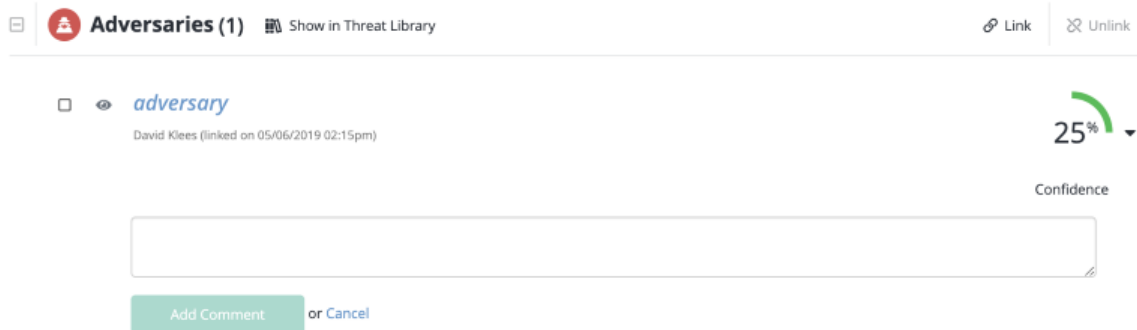 Adversaries (1) Show in Threat Library Link Unlink
adversary
David Klees (linked on 05/06/2019 02:15pm)
25%
Confidence
Add Comment or Cancel